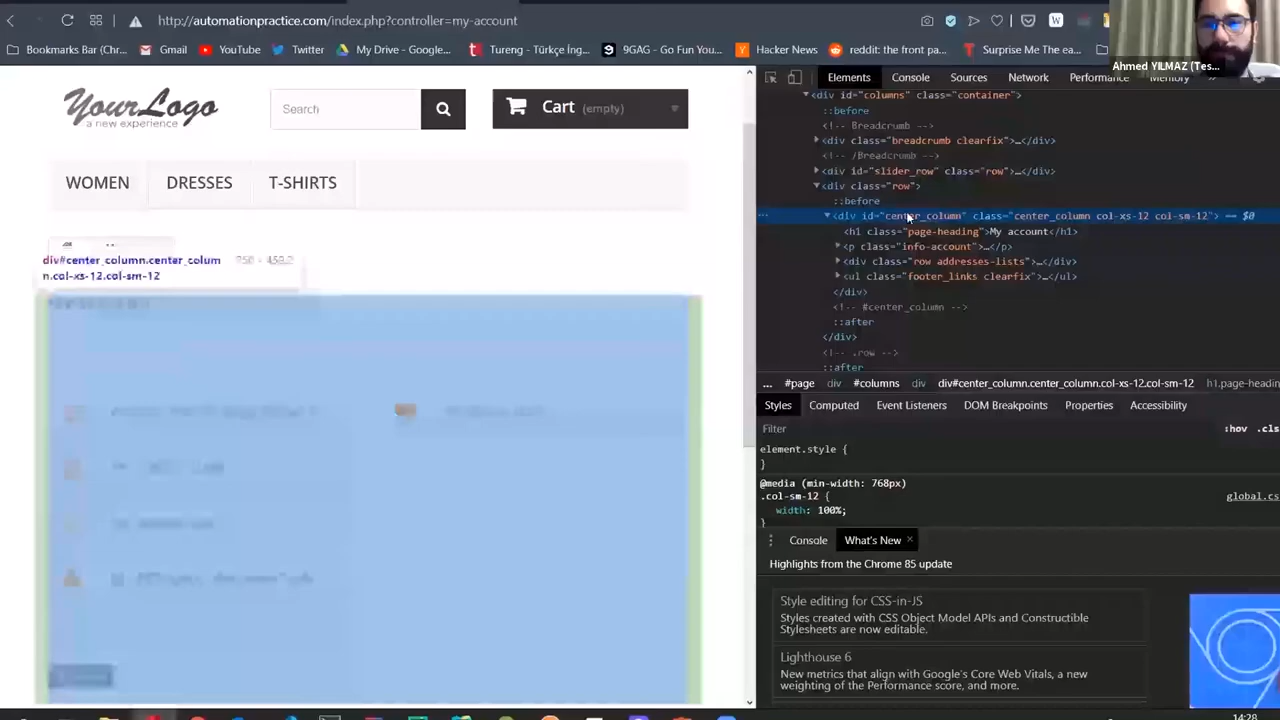 http://automationpractice.com/index.php?controller=my-account
Bookmarks Bar (Chr... Gmail YouTube Twitter My Drive - Google... Tureng - Türkçe İng... 9GAG - Go Fun You... Hacker News reddit: the front pa... Surprise Me The ea...
Ahmed YILMAZ (Tes...
YourLogo
a new experience
Search
Cart (empty)
WOMEN DRESSES T-SHIRTS
div#center_column.center_colum
n.col-xs-12.col-sm-12
Elements Console Sources Network Performance Memory »
<div id="columns" class="container">
::before
<!-- Breadcrumb -->
<div class="breadcrumb clearfix">…</div>
<!-- /Breadcrumb -->
<div id="slider_row" class="row">…</div>
<div class="row">
::before
<div id="center_column" class="center_column col-xs-12 col-sm-12"> == $0
<h1 class="page-heading">My account</h1>
<p class="info-account">…</p>
<div class="row addresses-lists">…</div>
<ul class="footer_links clearfix">…</ul>
</div>
<!-- #center_column -->
::after
</div>
<!-- .row -->
::after
... #page div #columns div div#center_column.center_column.col-xs-12.col-sm-12 h1.page-heading
Styles Computed Event Listeners DOM Breakpoints Properties Accessibility
Filter :hov .cls
element.style {
}
@media (min-width: 768px)
.col-sm-12 { global.cs
width: 100%;
}
Console What's New ×
Highlights from the Chrome 85 update
Style editing for CSS-in-JS
Styles created with CSS Object Model APIs and Constructible
Stylesheets are now editable.
Lighthouse 6
New metrics that align with Google's Core Web Vitals, a new
weighting of the Performance score, and more.
14:28